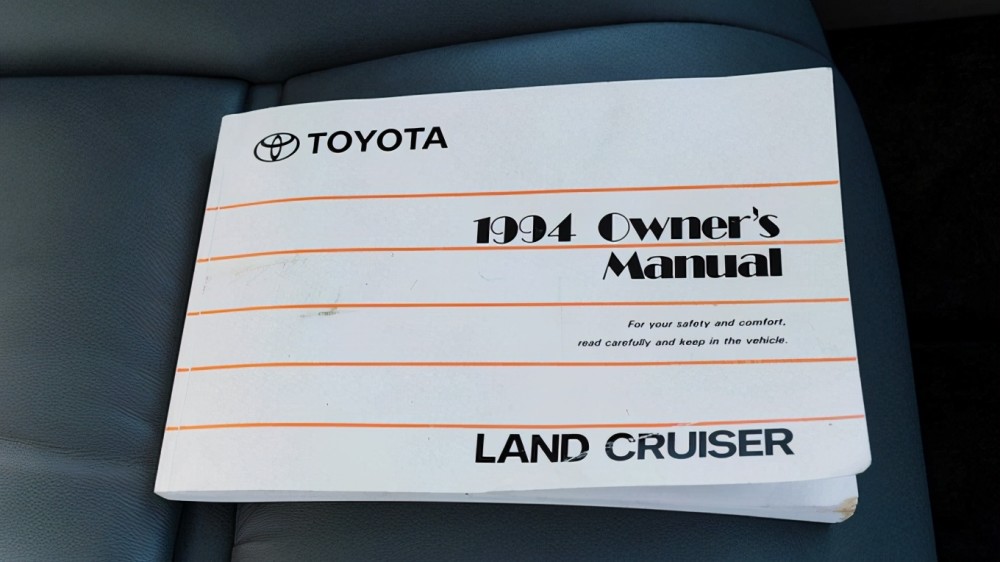 TOYOTA
1994 Owner's
Manual
For your safety and comfort,
read carefully and keep in the vehicle.
LAND CRUISER